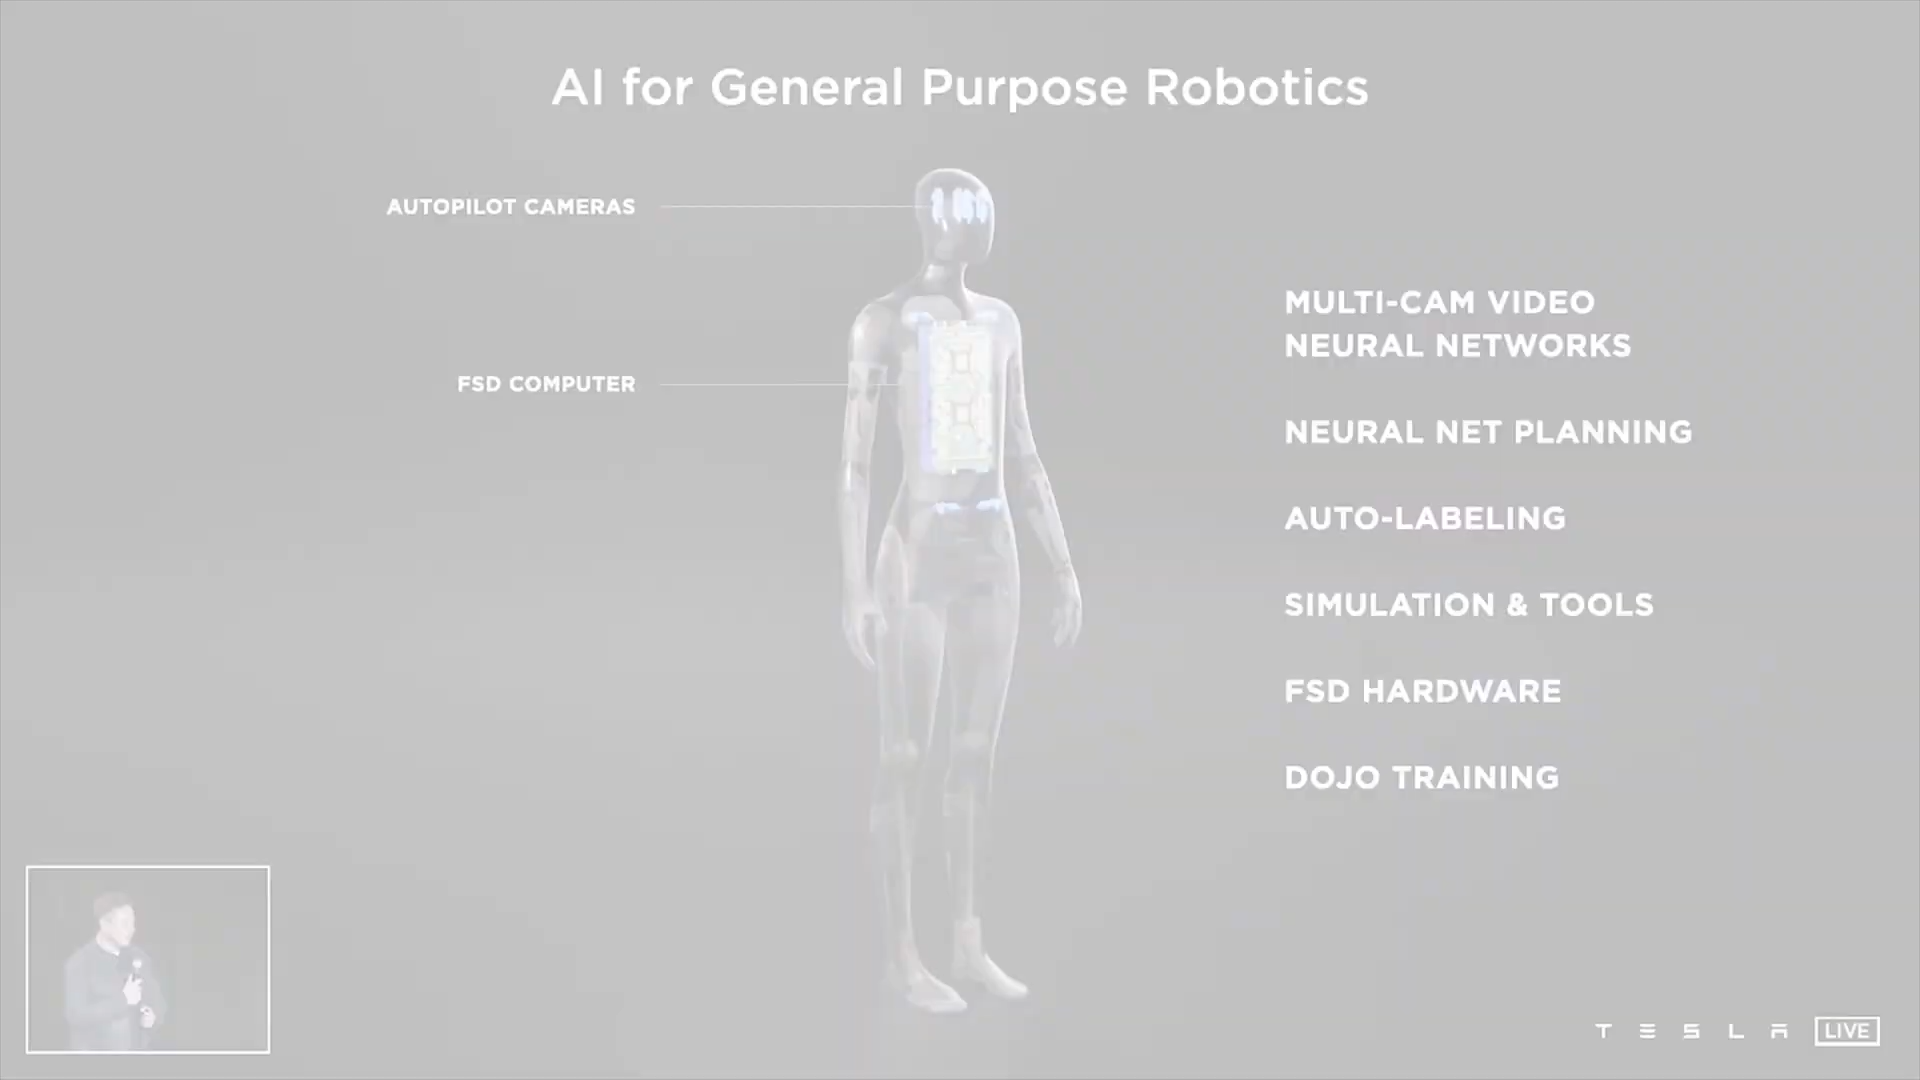 AI for General Purpose Robotics
AUTOPILOT CAMERAS
FSD COMPUTER
MULTI-CAM VIDEO
NEURAL NETWORKS
NEURAL NET PLANNING
AUTO-LABELING
SIMULATION & TOOLS
FSD HARDWARE
DOJO TRAINING
TESLA LIVE